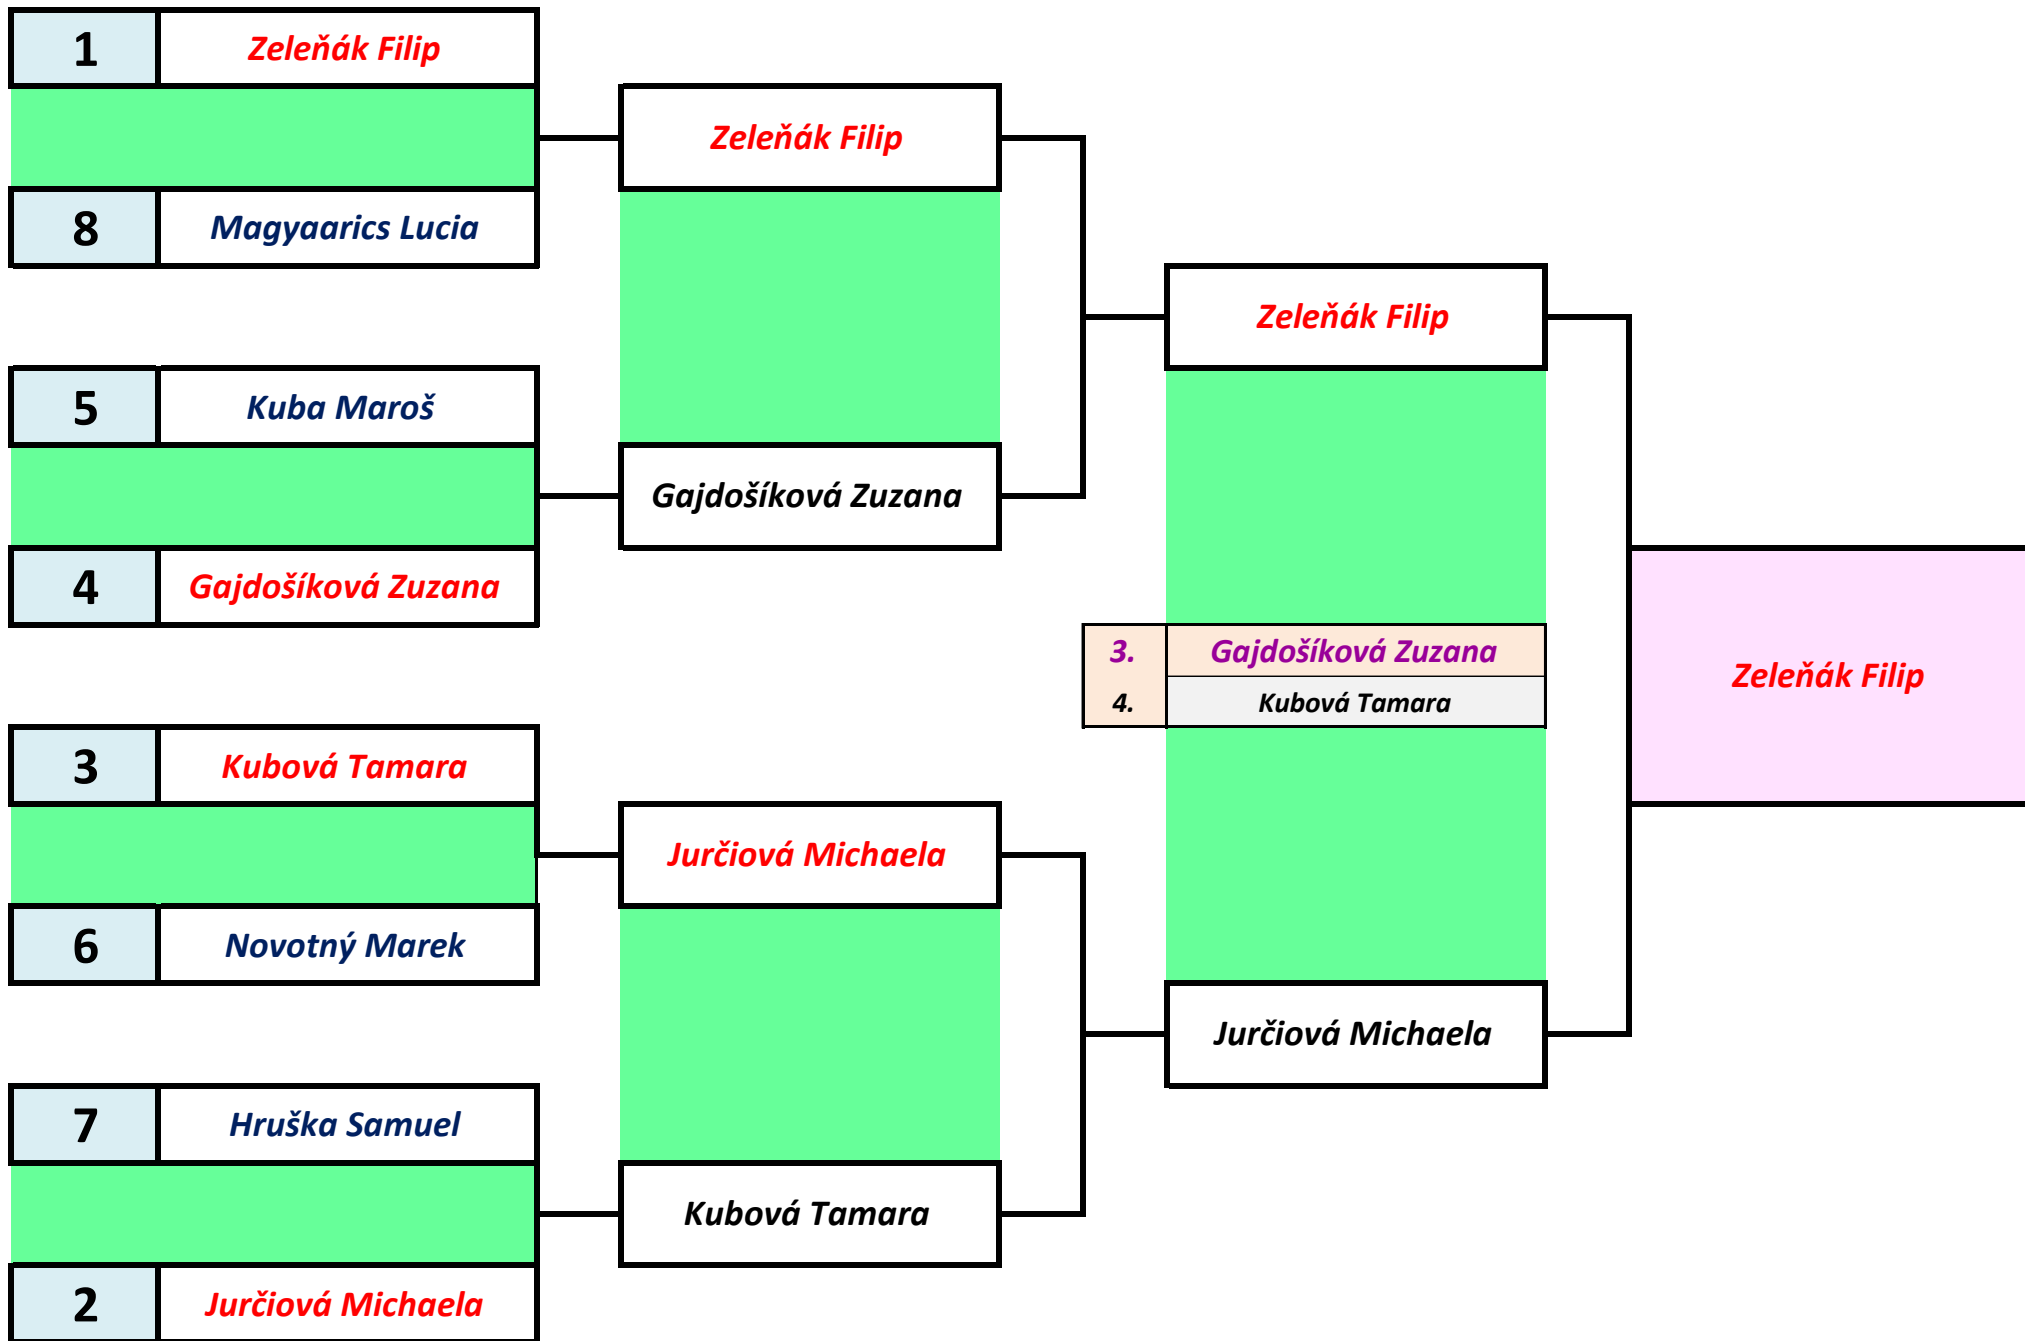 1 Zeleňák Filip
8 Magyaarics Lucia
5 Kuba Maroš
4 Gajdošíková Zuzana
3 Kubová Tamara
6 Novotný Marek
7 Hruška Samuel
2 Jurčiová Michaela
Zeleňák Filip
Gajdošíková Zuzana
Jurčiová Michaela
Kubová Tamara
Zeleňák Filip
3. Gajdošíková Zuzana
4. Kubová Tamara
Jurčiová Michaela
Zeleňák Filip